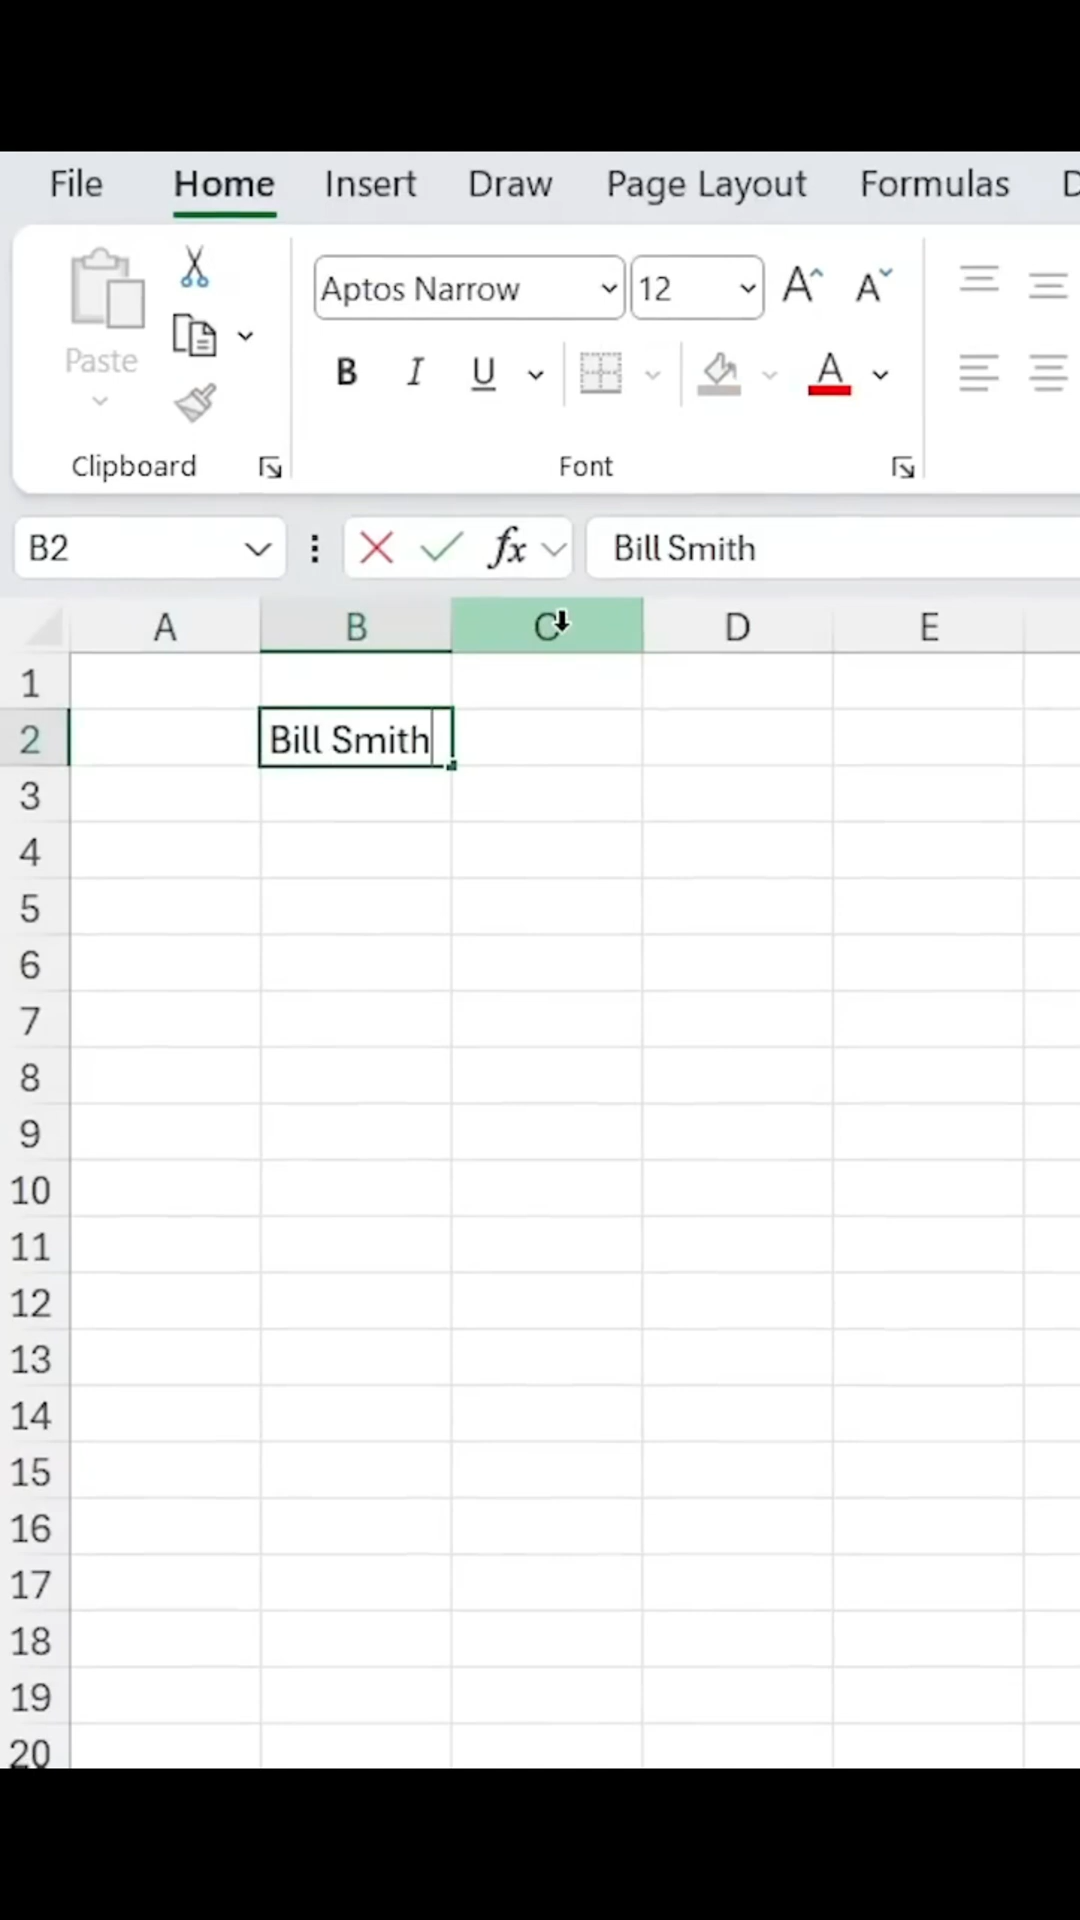 File Home Insert Draw Page Layout Formulas D
Aptos Narrow 12 A A
Paste
B I U A
Clipboard Font
B2 fx Bill Smith
A B C D E
1
2 Bill Smith
3
4
5
6
7
8
9
10
11
12
13
14
15
16
17
18
19
20